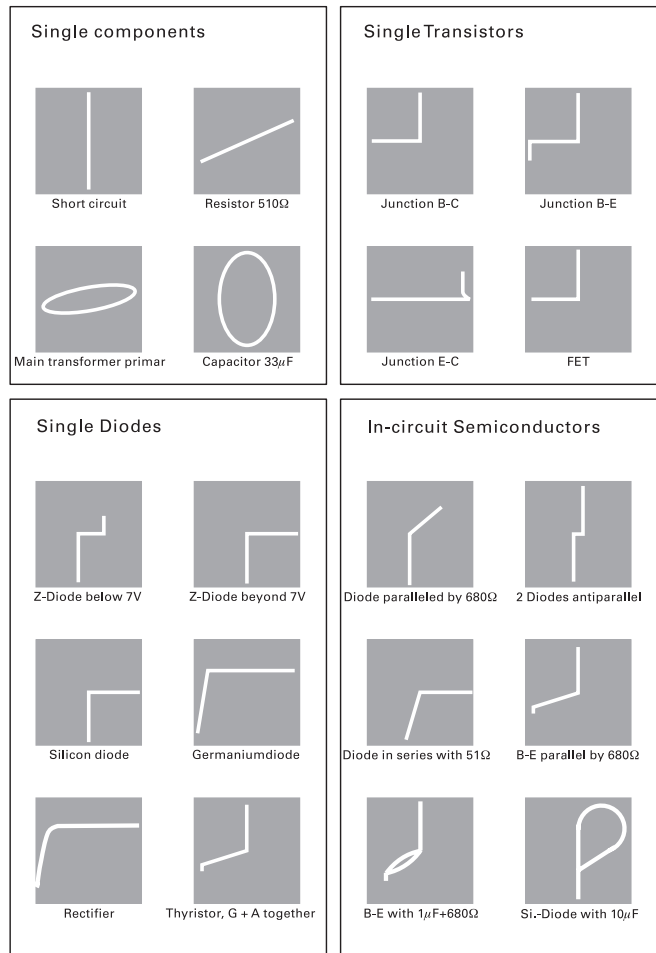 Single components
Short circuit
Resistor 510Ω
Main transformer primar
Capacitor 33µF
Single Transistors
Junction B-C
Junction B-E
Junction E-C
FET
Single Diodes
Z-Diode below 7V
Z-Diode beyond 7V
Silicon diode
Germaniumdiode
Rectifier
Thyristor, G + A together
In-circuit Semiconductors
Diode paralleled by 680Ω
2 Diodes antiparallel
Diode in series with 51Ω
B-E parallel by 680Ω
B-E with 1µF+680Ω
Si.-Diode with 10µF